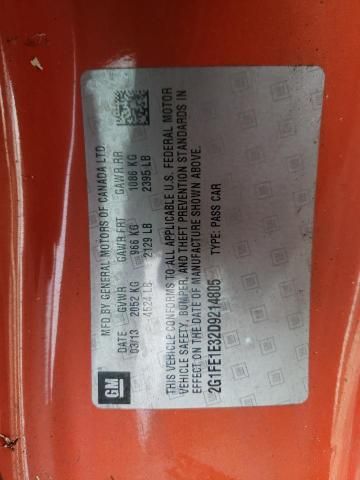 GM
MFD BY GENERAL MOTORS OF CANADA LTD
DATE GVWR GAWR FRT GAWR RR
03/13 2052 KG 966 KG 1086 KG
4524 LB 2129 LB 2395 LB
THIS VEHICLE CONFORMS TO ALL APPLICABLE U.S. FEDERAL MOTOR
VEHICLE SAFETY, BUMPER, AND THEFT PREVENTION STANDARDS IN
EFFECT ON THE DATE OF MANUFACTURE SHOWN ABOVE.
2G1FE1E32D9214805 TYPE: PASS CAR